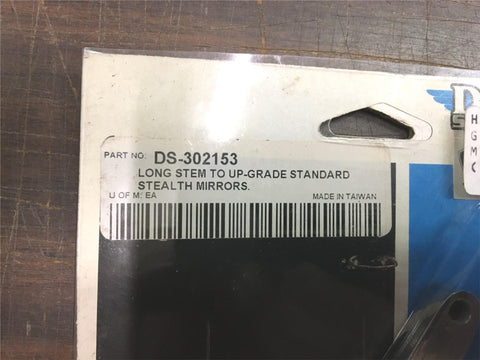 PART NO: DS-302153
LONG STEM TO UP-GRADE STANDARD
STEALTH MIRRORS.
U OF M: EA MADE IN TAIWAN
H
G
M
C